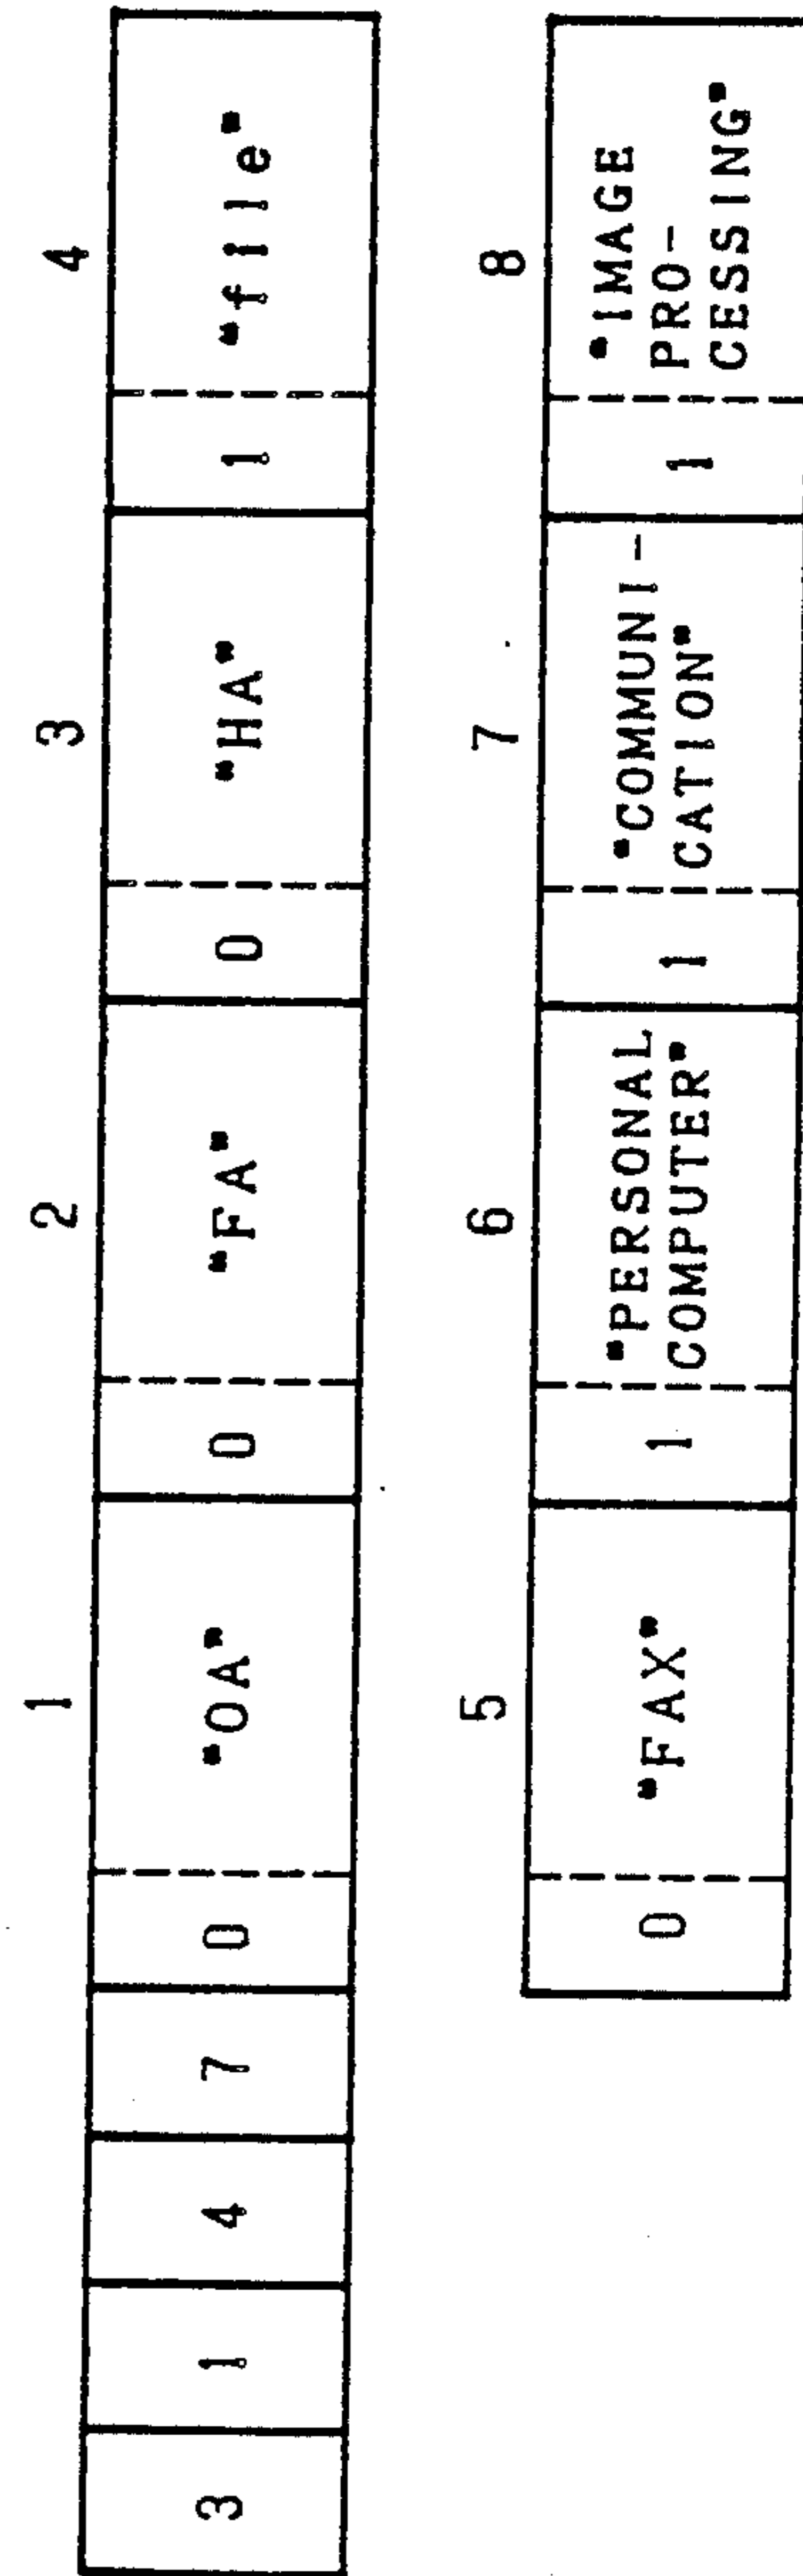 1 2 3 4
3 1 4 7 0 "OA" 0 "FA" 0 "HA" 1 "file"
5 6 7 8
0 "FAX" 1 "PERSONAL
COMPUTER" 1 "COMMUNI-
CATION" 1 "IMAGE
PRO-
CESSING"